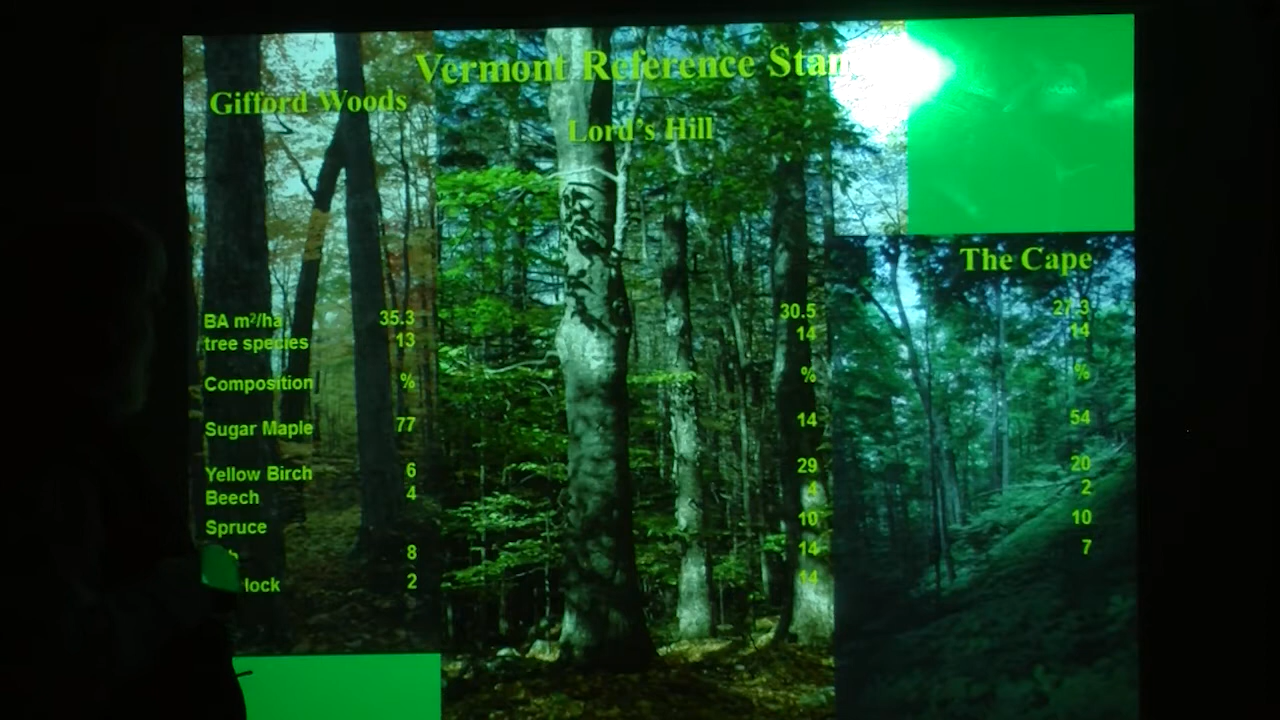 Vermont Reference
Gifford Woods
Lord's Hill
The Cape
BA m²/ha 35.3 30.5 27.3
tree species 13 14 14
Composition % % %
Sugar Maple 77 14 54
Yellow Birch 6 29 20
Beech 4 4 2
Spruce 10 10
8 14 7
2 14